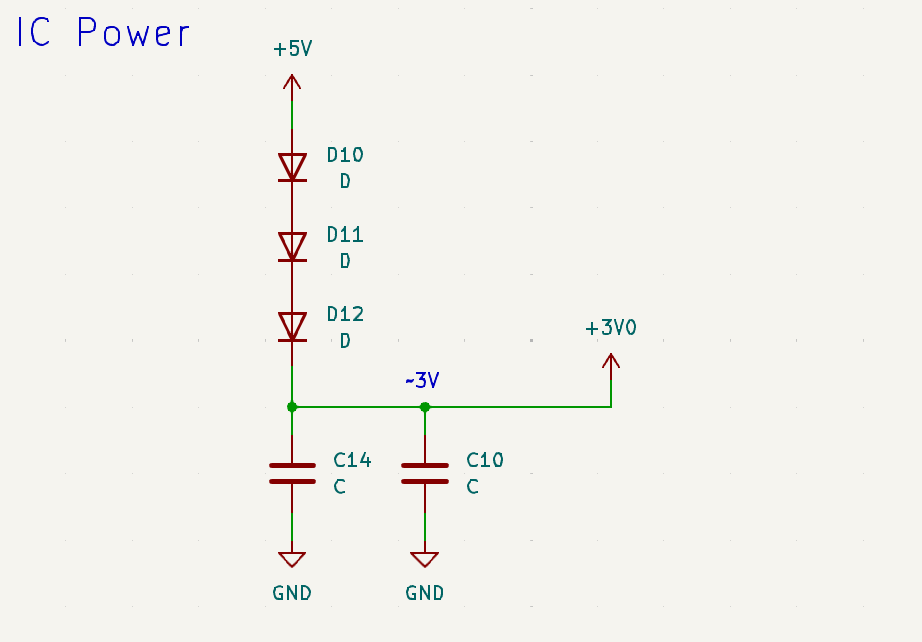 IC Power
+5V
D10
D
D11
D
D12
D
+3V0
~3V
C14
C
C10
C
GND
GND